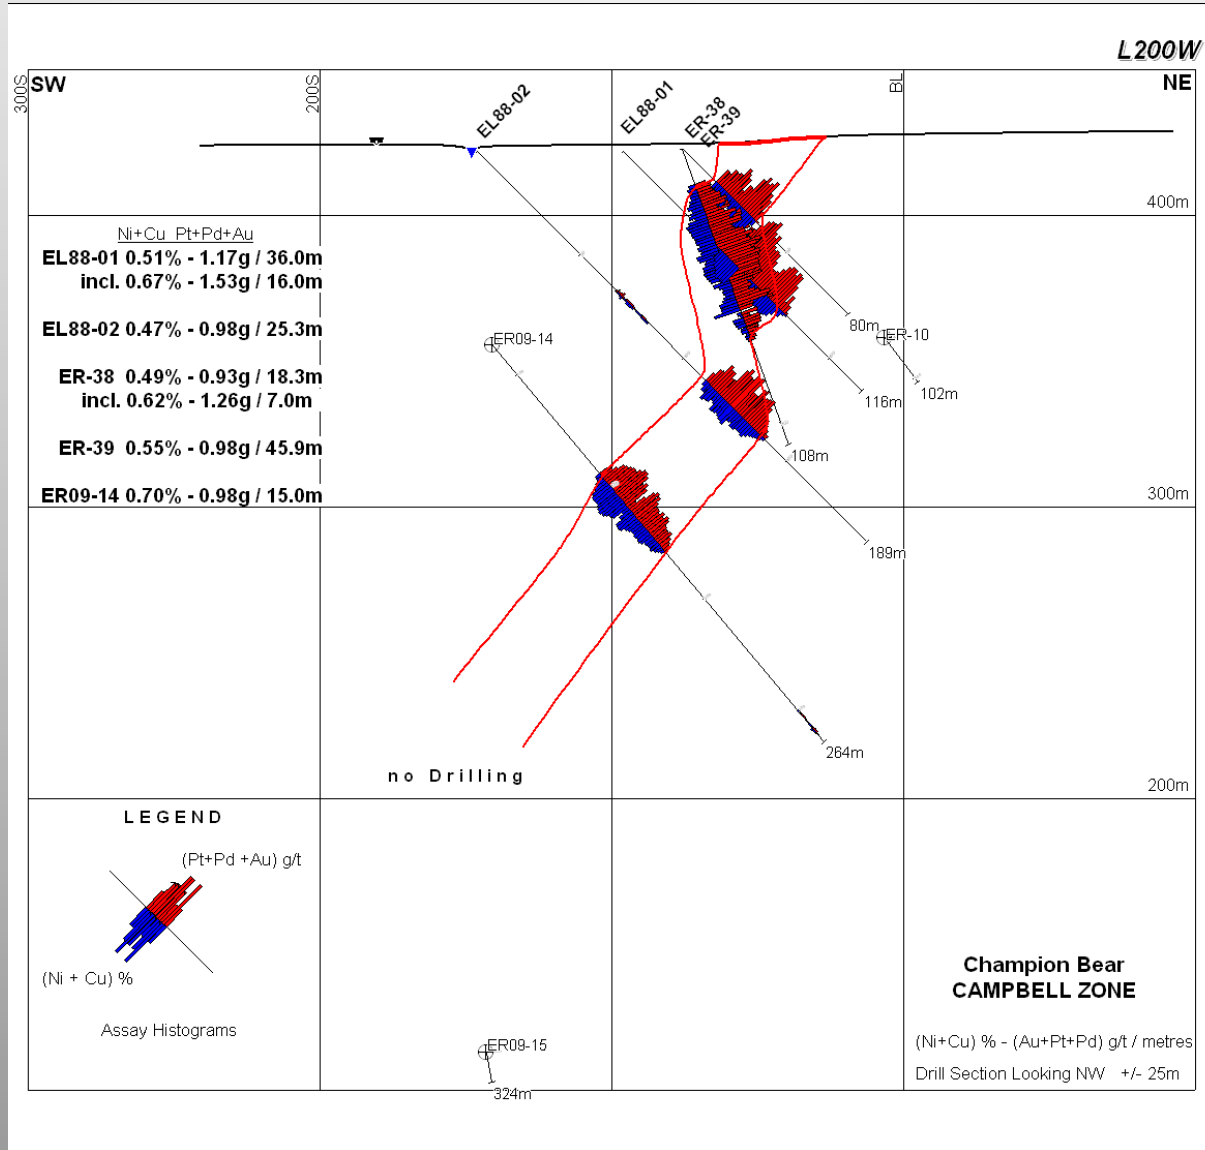 L200W
300S
SW
200S
BL
NE
EL88-02
EL88-01
ER-38
ER-39
400m
Ni+Cu Pt+Pd+Au
EL88-01 0.51% - 1.17g / 36.0m
incl. 0.67% - 1.53g / 16.0m
EL88-02 0.47% - 0.98g / 25.3m
ER-38 0.49% - 0.93g / 18.3m
incl. 0.62% - 1.26g / 7.0m
ER-39 0.55% - 0.98g / 45.9m
ER09-14 0.70% - 0.98g / 15.0m
80m
ER-10
ER09-14
102m
116m
108m
300m
189m
264m
no Drilling
200m
LEGEND
(Pt+Pd +Au) g/t
(Ni + Cu) %
Assay Histograms
Champion Bear
CAMPBELL ZONE
(Ni+Cu) % - (Au+Pt+Pd) g/t / metres
Drill Section Looking NW +/- 25m
ER09-15
324m